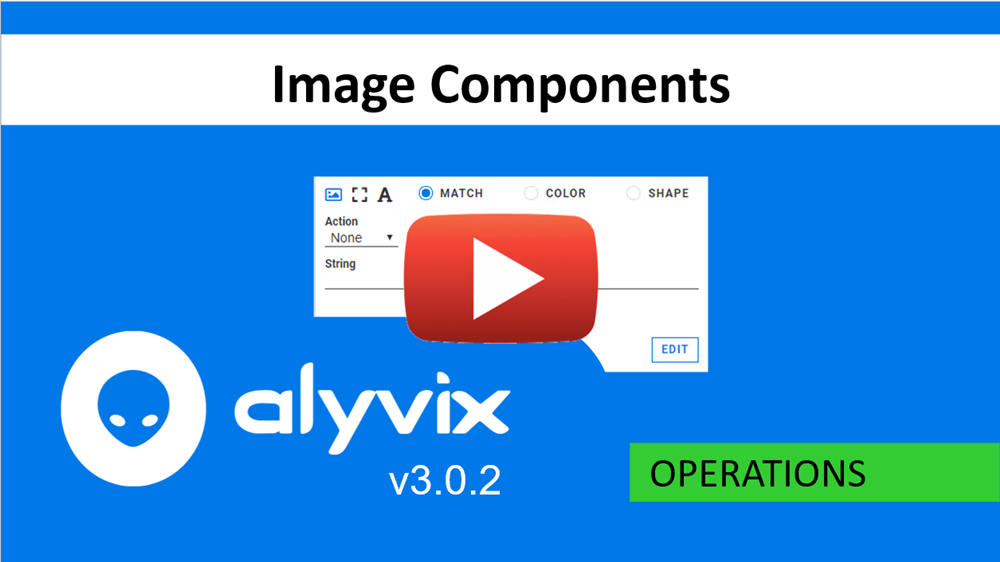 Image Components
A MATCH COLOR SHAPE
Action
None
String
EDIT
alyvix
v3.0.2
OPERATIONS